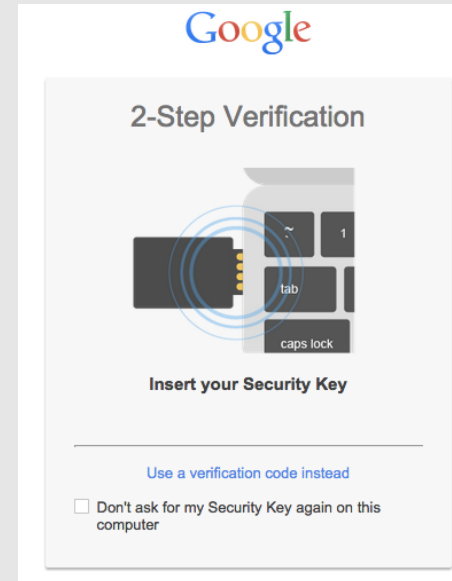 Google
2-Step Verification
~
1
tab
caps lock
Insert your Security Key
Use a verification code instead
Don't ask for my Security Key again on this
computer